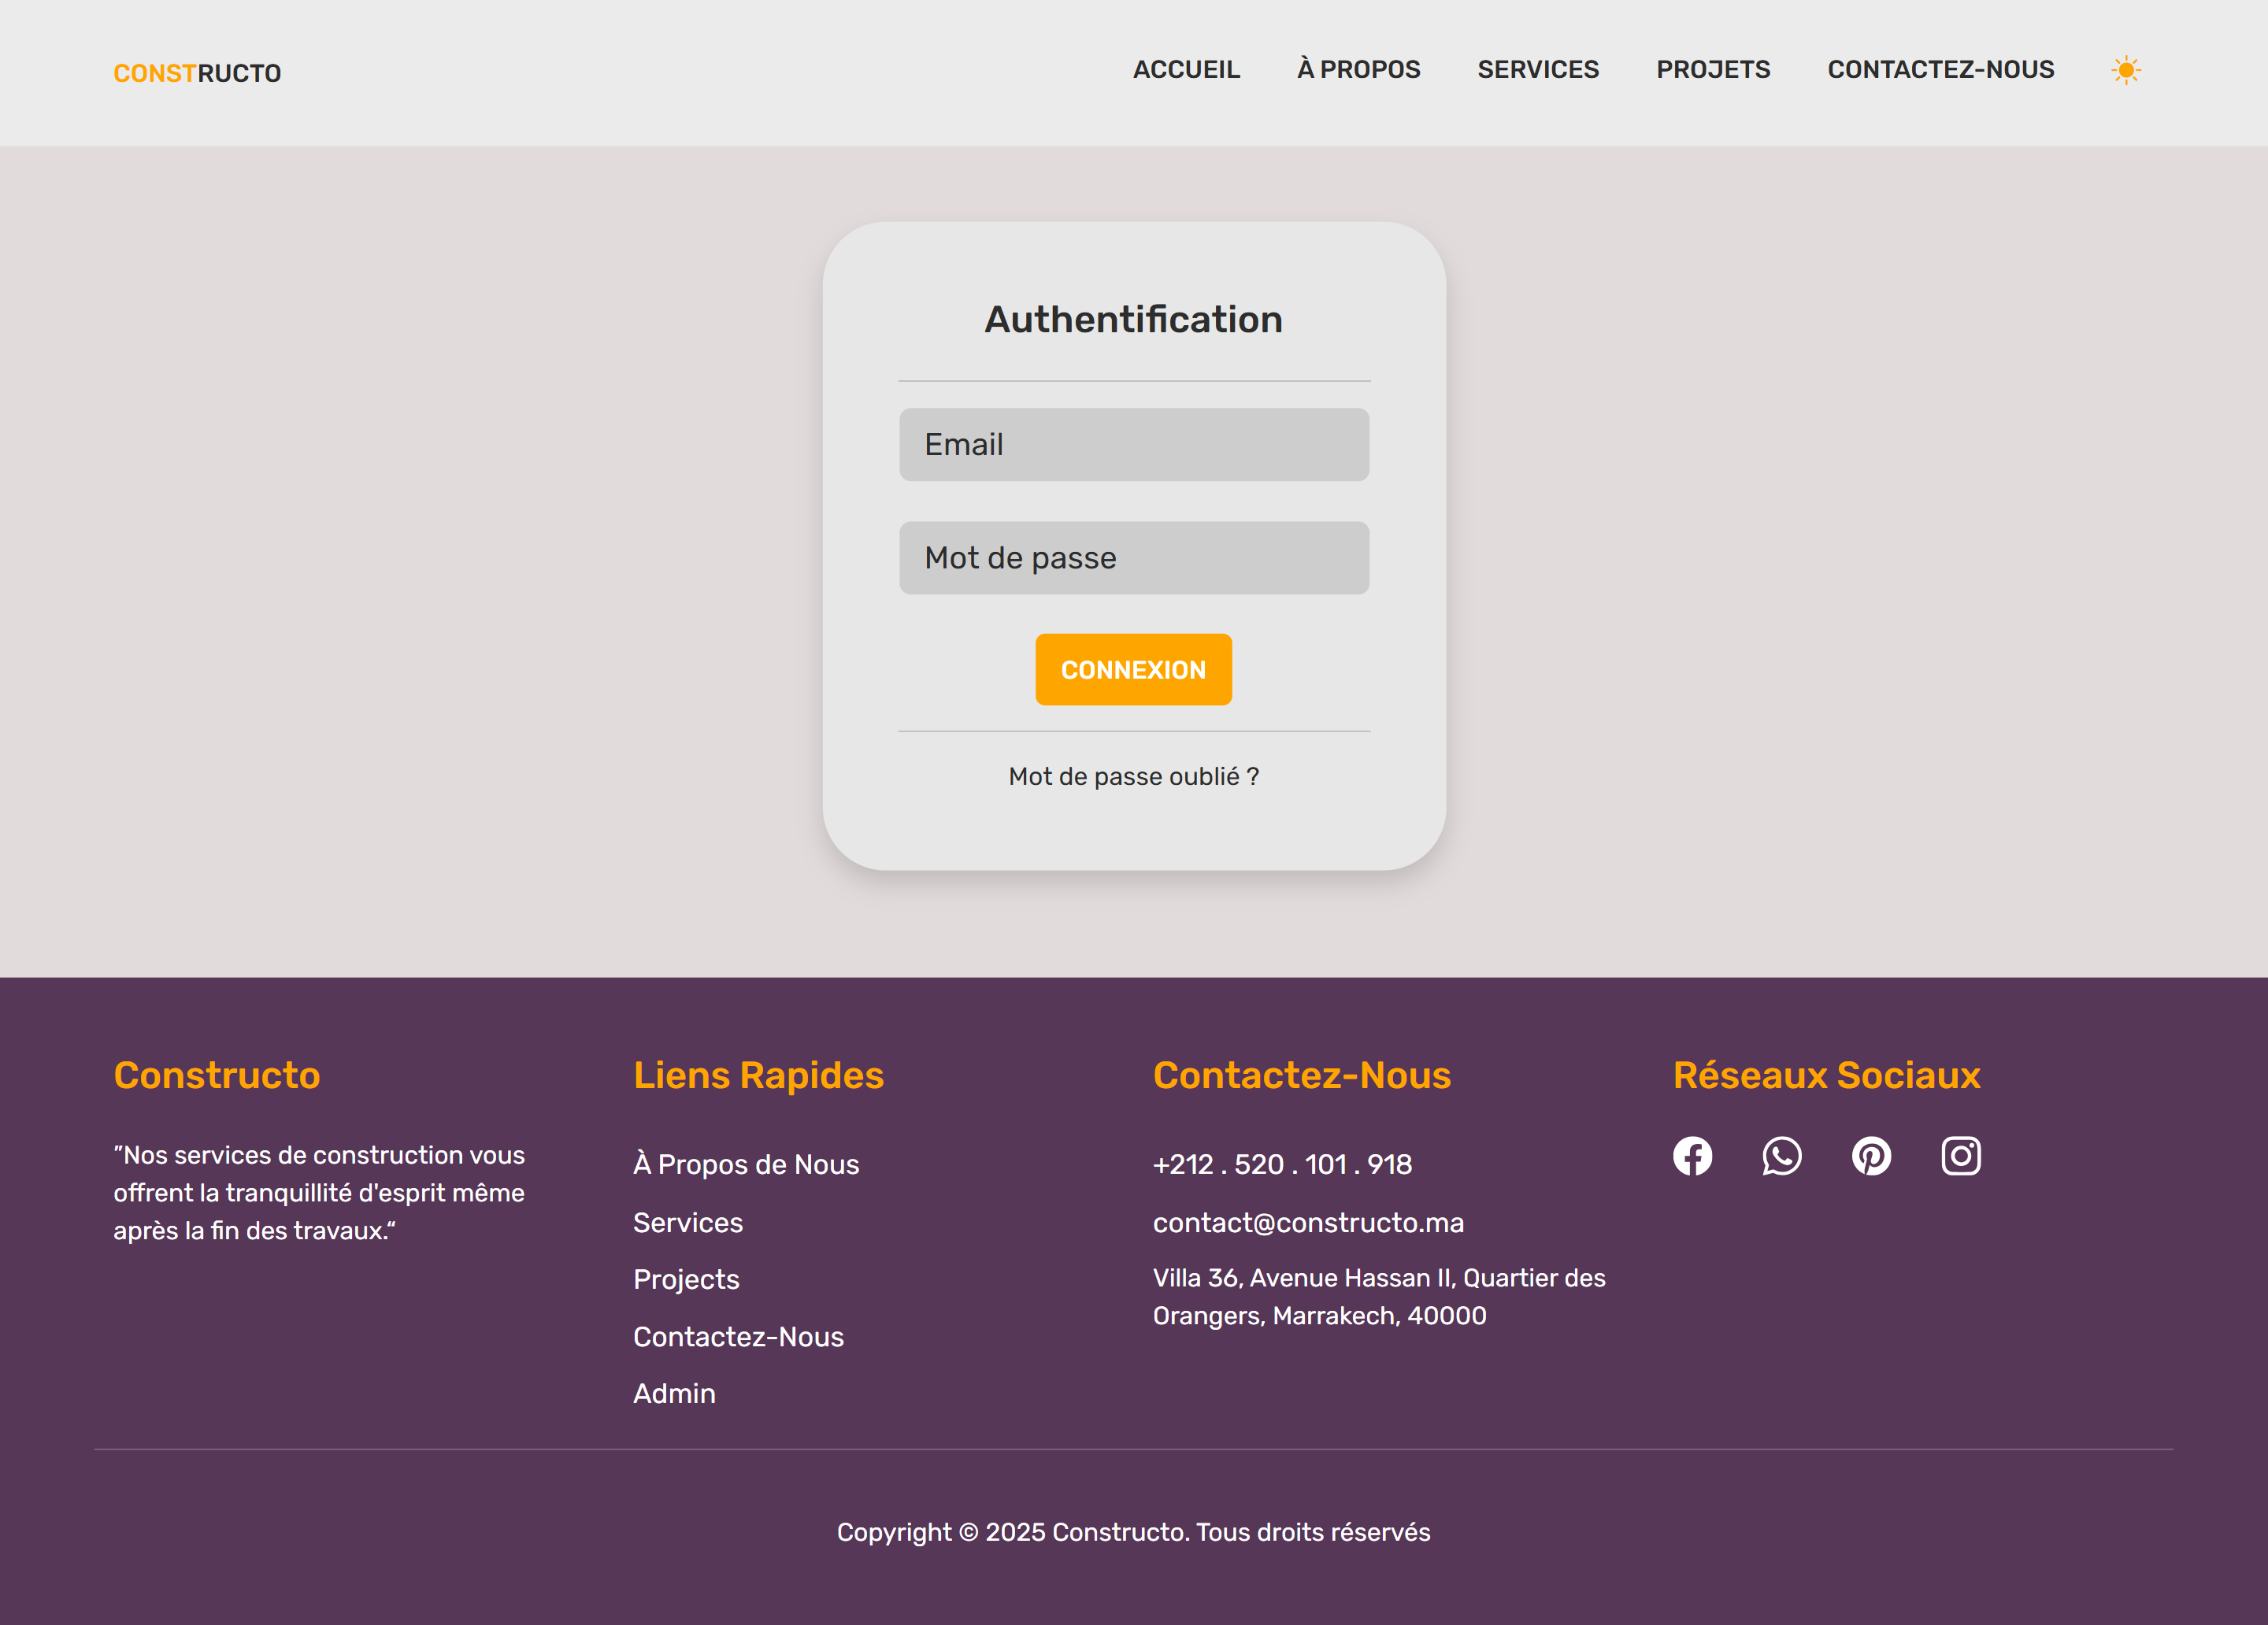 CONSTRUCTO
ACCUEIL À PROPOS SERVICES PROJETS CONTACTEZ-NOUS
Authentification
Email
Mot de passe
CONNEXION
Mot de passe oublié ?
Constructo
”Nos services de construction vous
offrent la tranquillité d'esprit même
après la fin des travaux.“
Liens Rapides
À Propos de Nous
Services
Projects
Contactez-Nous
Admin
Contactez-Nous
+212 . 520 . 101 . 918
contact@constructo.ma
Villa 36, Avenue Hassan II, Quartier des
Orangers, Marrakech, 40000
Réseaux Sociaux
Copyright © 2025 Constructo. Tous droits réservés